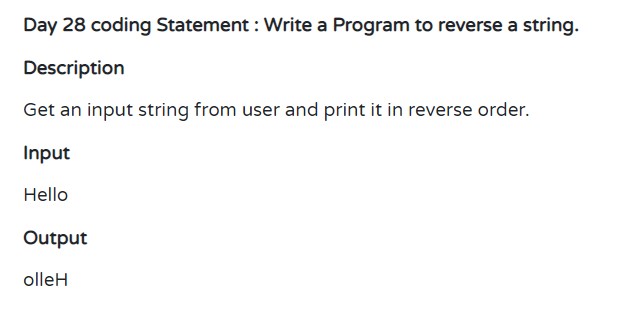 Day 28 coding Statement : Write a Program to reverse a string.
Description
Get an input string from user and print it in reverse order.
Input
Hello
Output
olleH